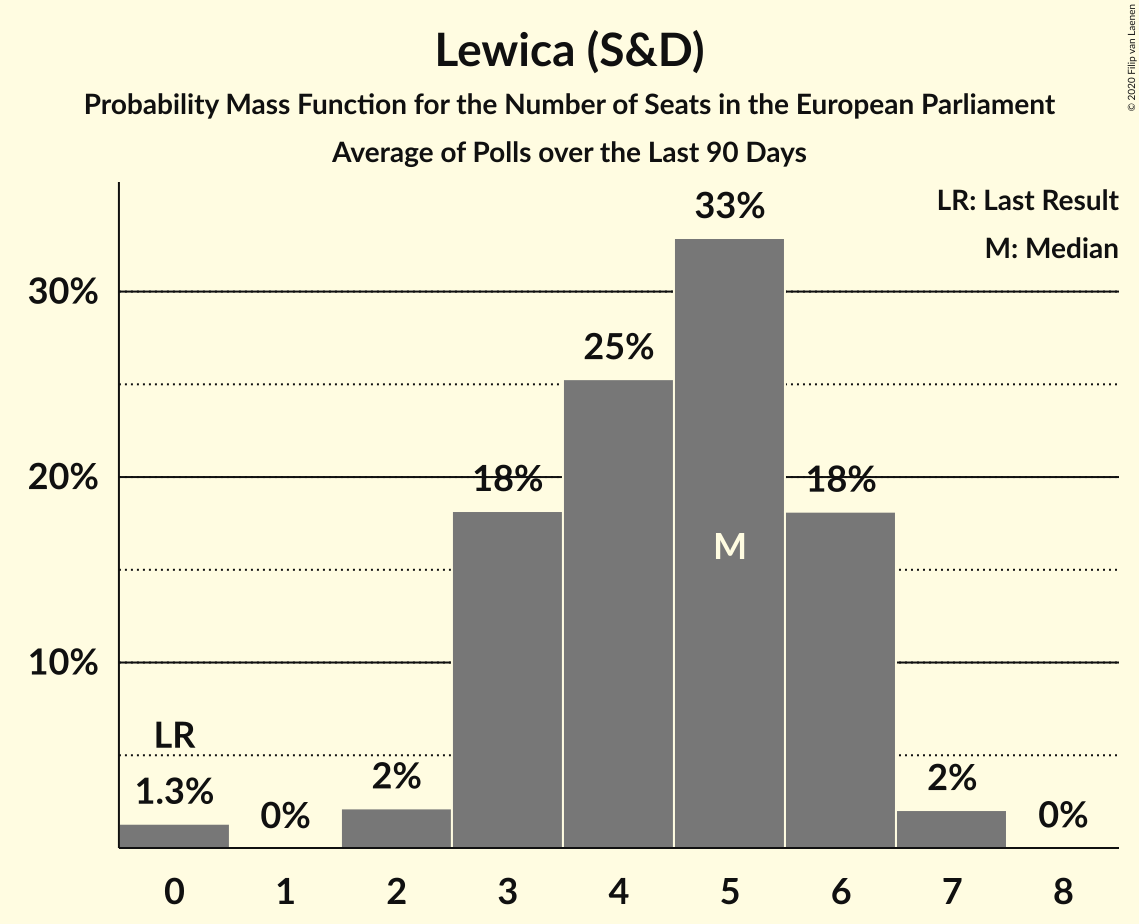 Lewica (S&D)
Probability Mass Function for the Number of Seats in the European Parliament
Average of Polls over the Last 90 Days
© 2020 Filip van Laenen
LR: Last Result
M: Median
33%
30%
25%
20%
18%
18%
M
10%
LR
1.3%
0%
2%
2%
0%
0 1 2 3 4 5 6 7 8